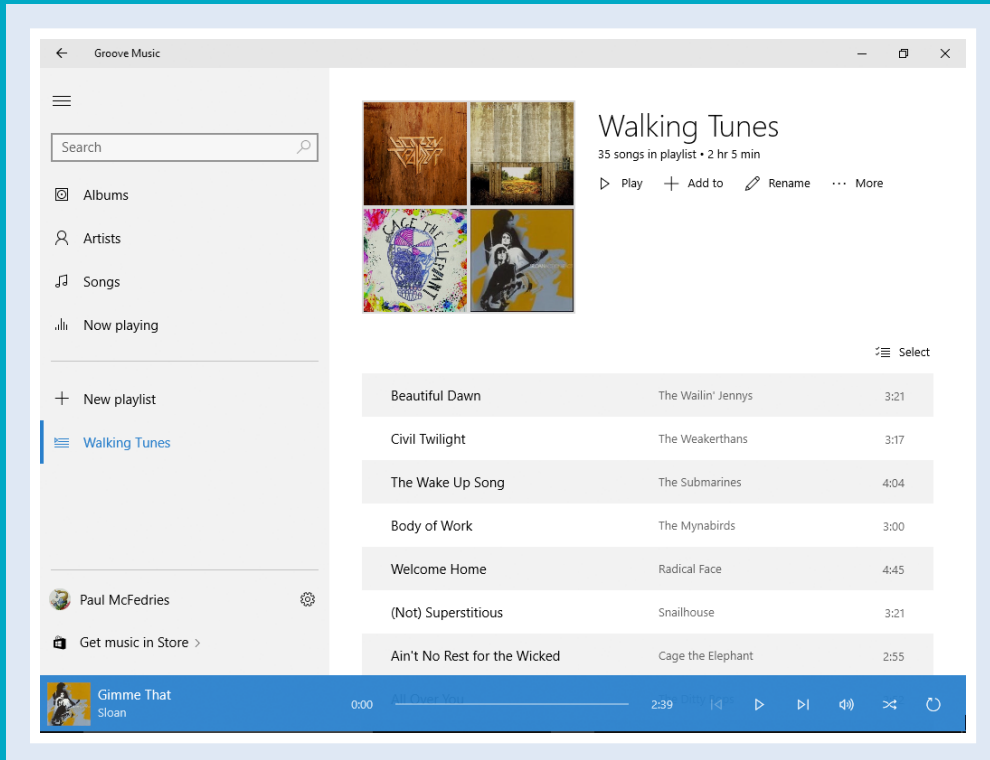 Groove Music
Search
Albums
Artists
Songs
Now playing
New playlist
Walking Tunes
Paul McFedries
Get music in Store
CAGE THE ELEPHANT
Walking Tunes
35 songs in playlist • 2 hr 5 min
Play Add to Rename More
Select
Beautiful Dawn The Wailin' Jennys 3:21
Civil Twilight The Weakerthans 3:17
The Wake Up Song The Submarines 4:04
Body of Work The Mynabirds 3:00
Welcome Home Radical Face 4:45
(Not) Superstitious Snailhouse 3:21
Ain't No Rest for the Wicked Cage the Elephant 2:55
All Over You
Gimme That
Sloan
0:00 2:39